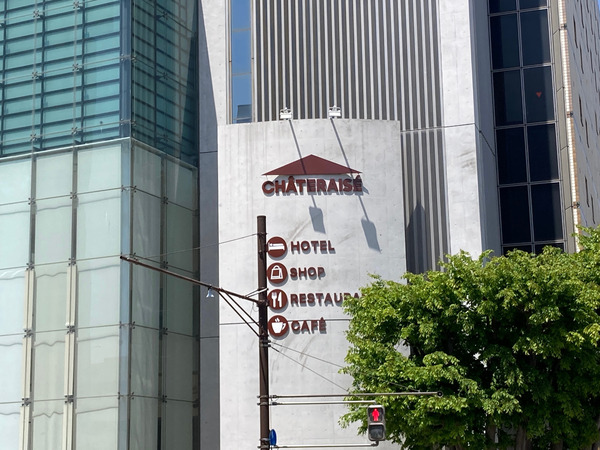 CHÂTERAISÉ
HOTEL
SHOP
RESTAURA
CAFÉ